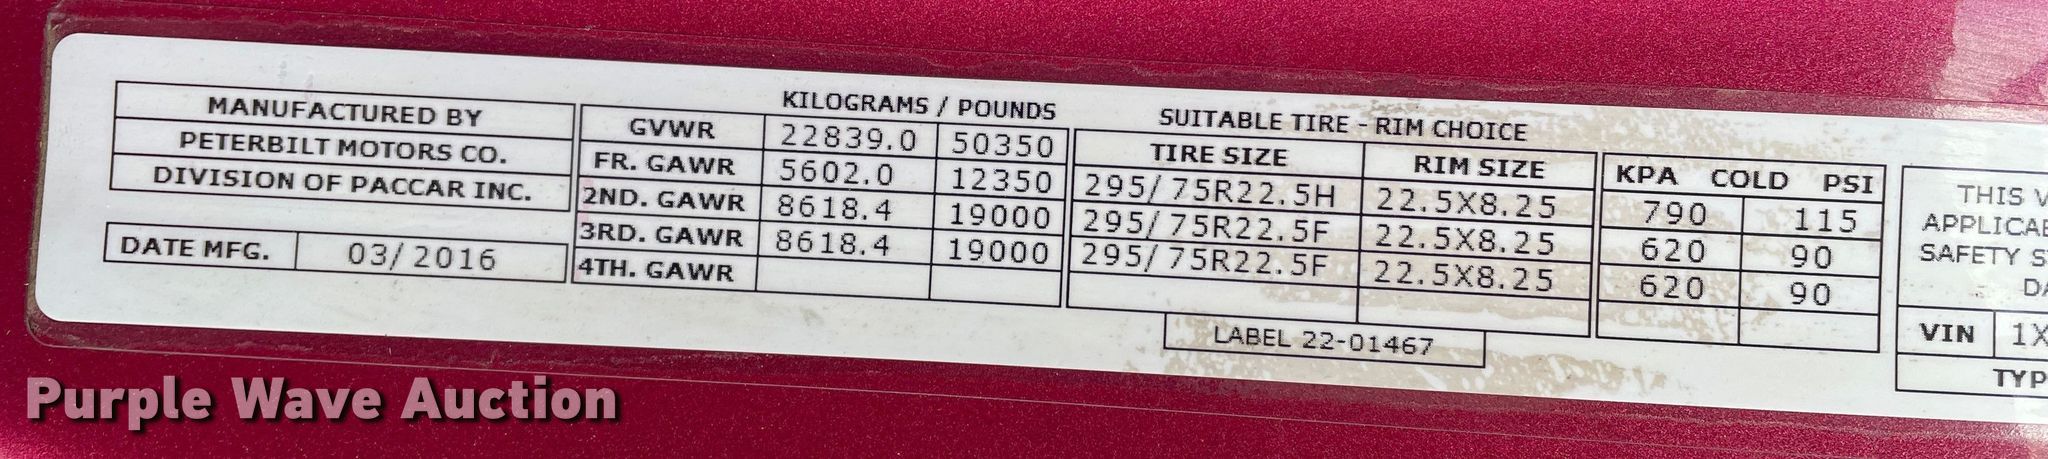 MANUFACTURED BY
PETERBILT MOTORS CO.
DIVISION OF PACCAR INC.
DATE MFG. 03/2016
KILOGRAMS / POUNDS
GVWR 22839.0 50350
FR. GAWR 5602.0 12350
2ND. GAWR 8618.4 19000
3RD. GAWR 8618.4 19000
4TH. GAWR
SUITABLE TIRE - RIM CHOICE
TIRE SIZE RIM SIZE
295/75R22.5H 22.5X8.25
295/75R22.5F 22.5X8.25
295/75R22.5F 22.5X8.25
KPA COLD PSI
790 115
620 90
620 90
LABEL 22-01467
THIS
SAFETY
VIN 1X
Purple Wave Auction